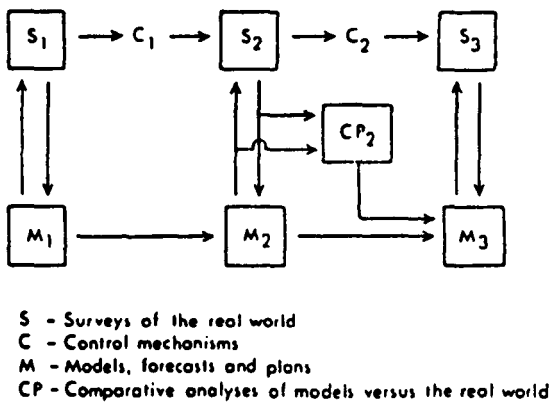 S1 C1 S2 C2 S3
CP2
M1 M2 M3
S - Surveys of the real world
C - Control mechanisms
M - Models, forecasts and plans
CP - Comparative analyses of models versus the real world